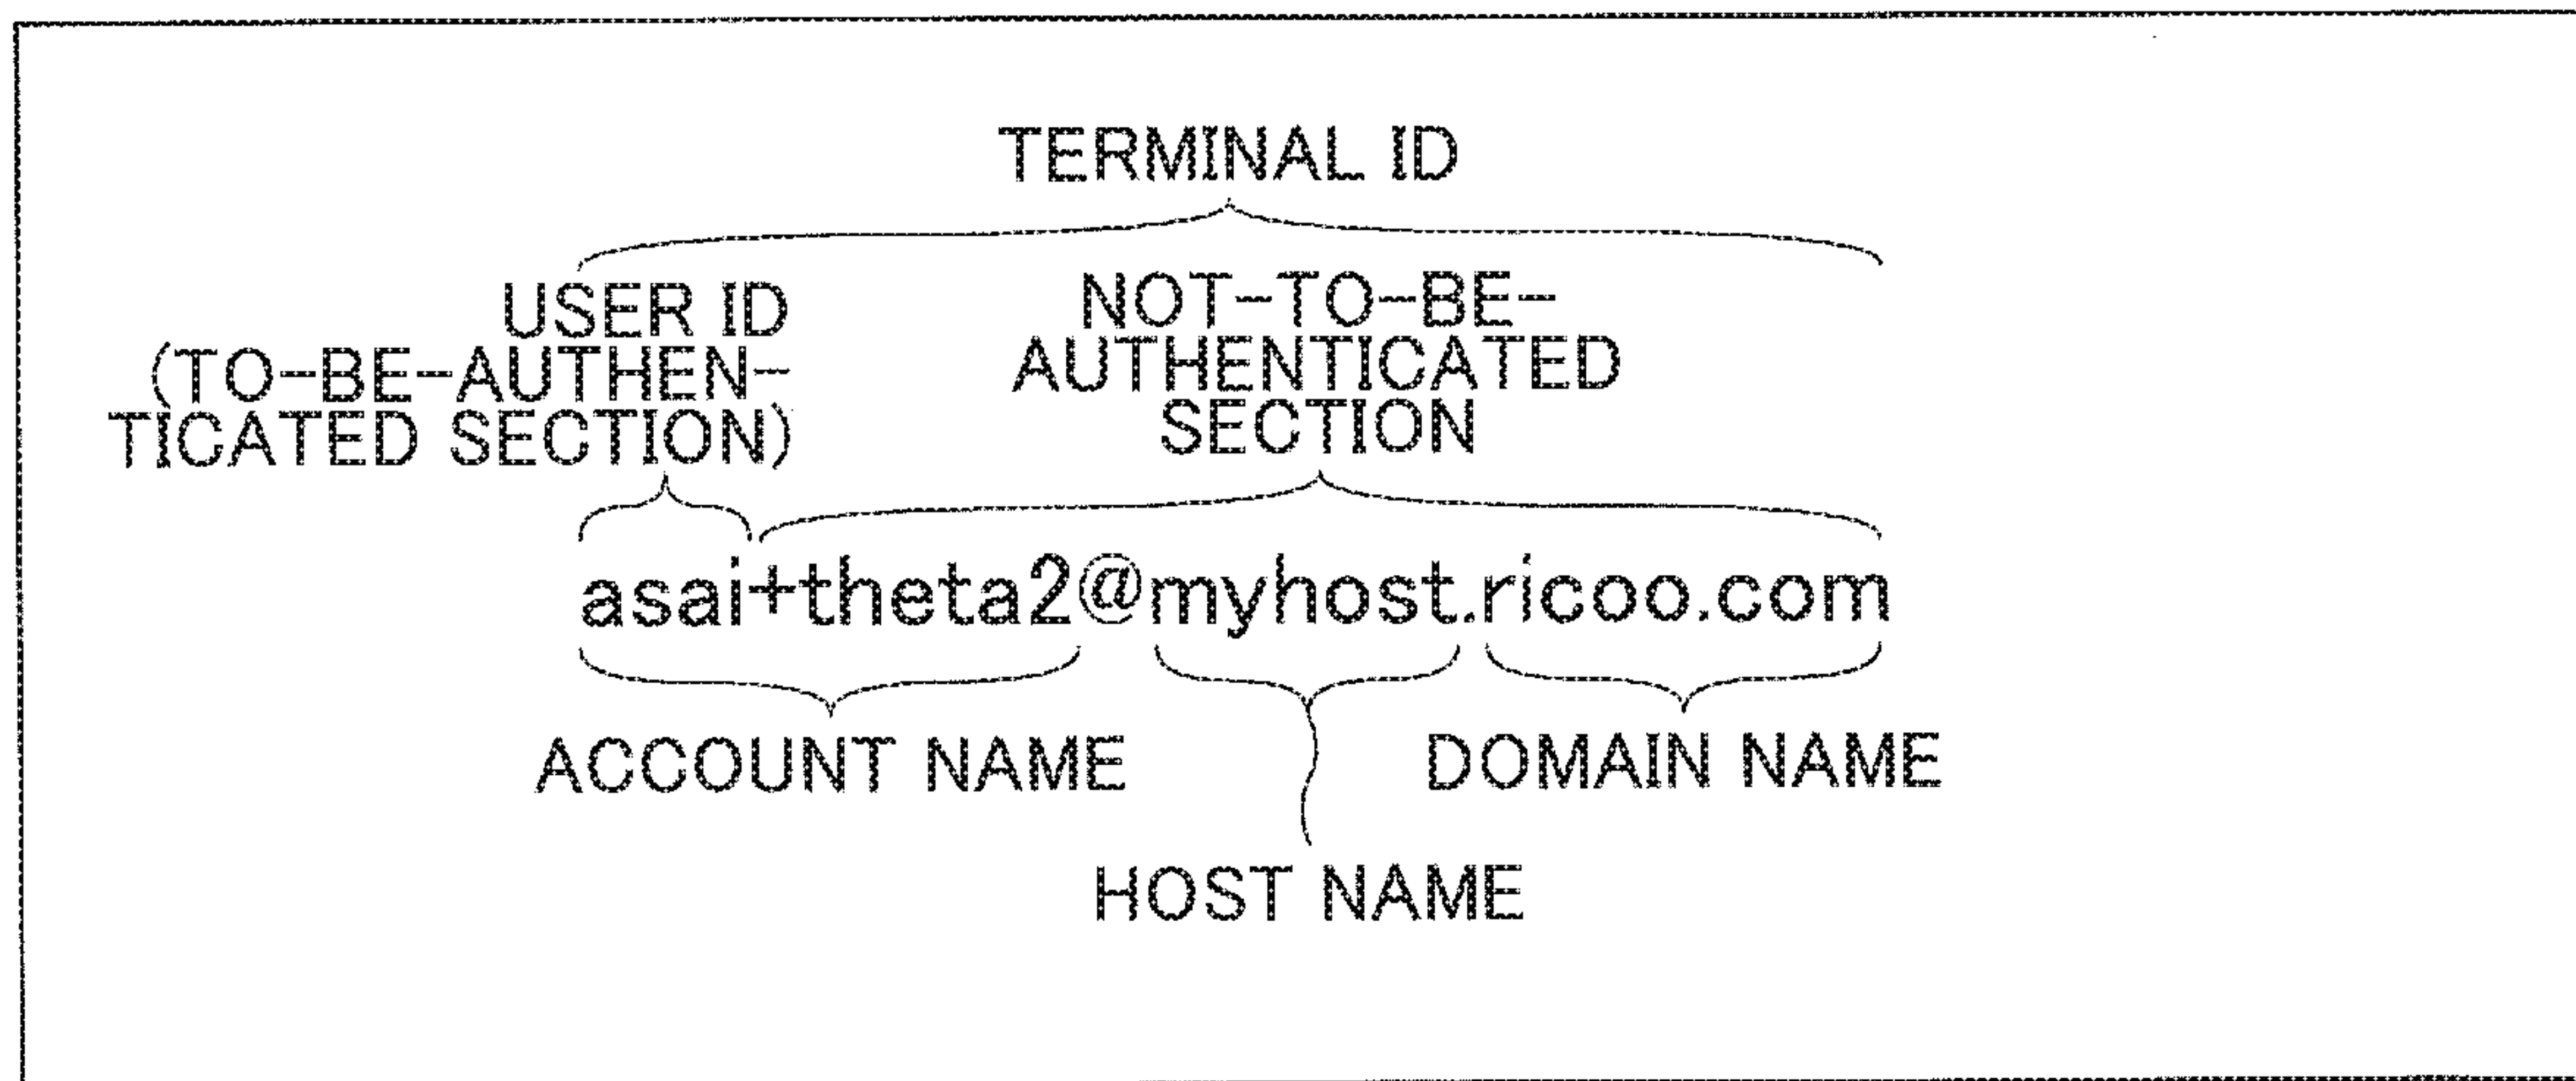 TERMINAL ID
USER ID
(TO-BE-AUTHEN-
TICATED SECTION)
NOT-TO-BE-
AUTHENTICATED
SECTION
asai+theta2@myhost.ricoo.com
ACCOUNT NAME
DOMAIN NAME
HOST NAME